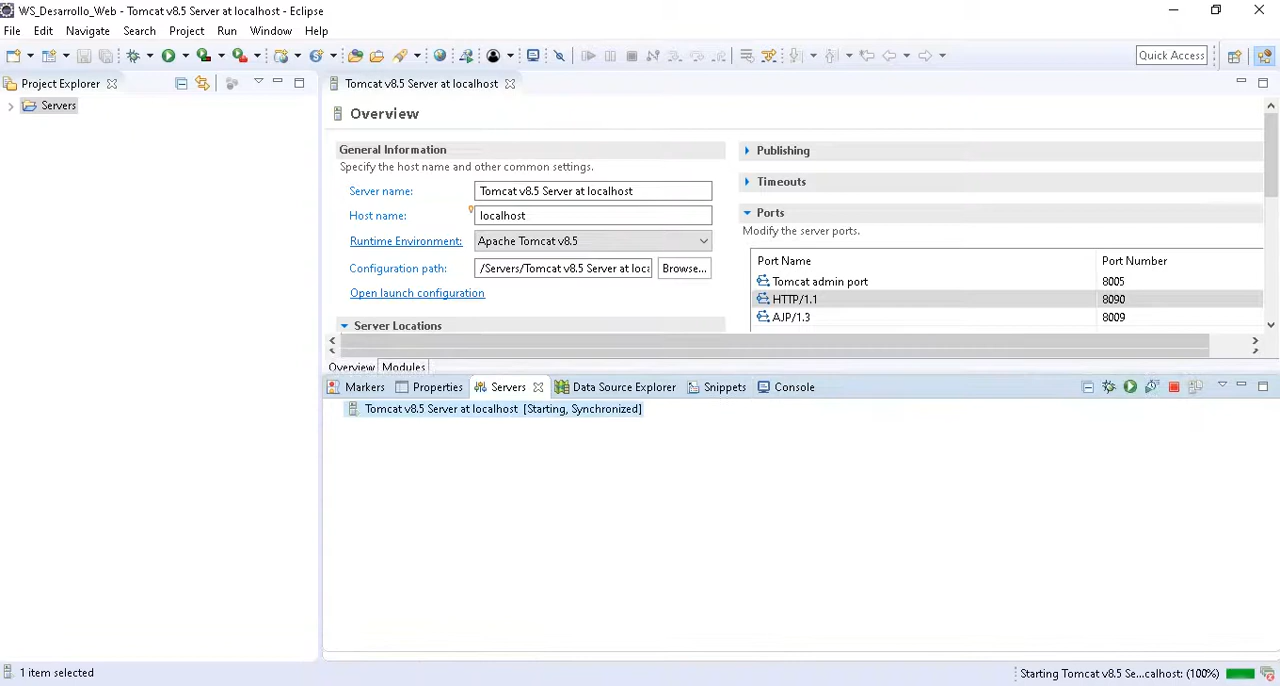 WS_Desarrollo_Web - Tomcat v8.5 Server at localhost - Eclipse
File Edit Navigate Search Project Run Window Help
Quick Access
Project Explorer
Tomcat v8.5 Server at localhost
Servers
Overview
General Information
Specify the host name and other common settings.
Server name: Tomcat v8.5 Server at localhost
Host name: localhost
Runtime Environment: Apache Tomcat v8.5
Configuration path: /Servers/Tomcat v8.5 Server at loca Browse...
Open launch configuration
Server Locations
Publishing
Timeouts
Ports
Modify the server ports.
Port Name Port Number
Tomcat admin port 8005
HTTP/1.1 8090
AJP/1.3 8009
Overview Modules
Markers Properties Servers Data Source Explorer Snippets Console
Tomcat v8.5 Server at localhost [Starting, Synchronized]
1 item selected
Starting Tomcat v8.5 Se...calhost: (100%)